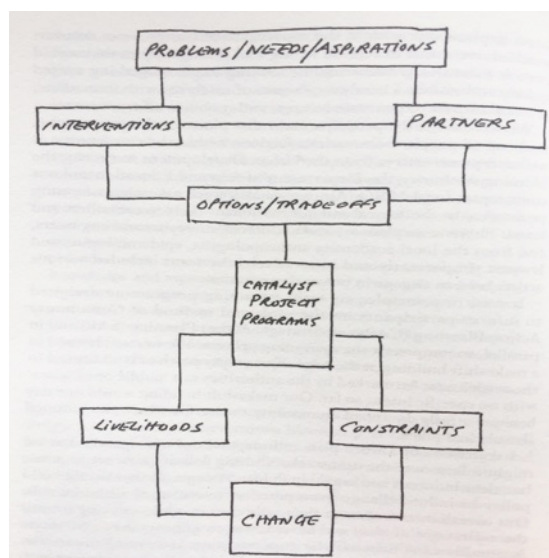 PROBLEMS/NEEDS/ASPIRATIONS
INTERVENTIONS
PARTNERS
OPTIONS/TRADEOFFS
CATALYST
PROJECT
PROGRAMS
LIVELIHOODS
CONSTRAINTS
CHANGE